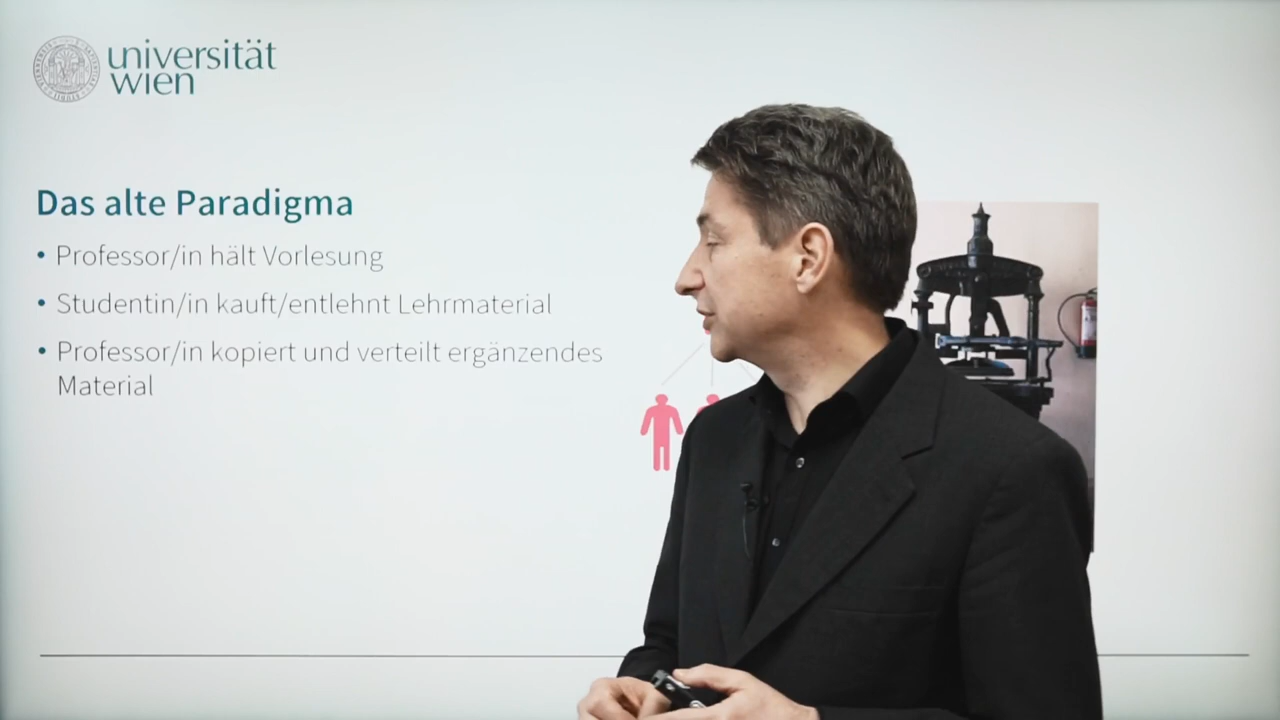 universität
wien
Das alte Paradigma
• Professor/in hält Vorlesung
• Studentin/in kauft/entlehnt Lehrmaterial
• Professor/in kopiert und verteilt ergänzendes
Material